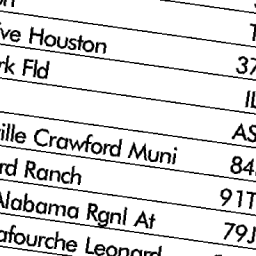 ve Houston 37
rk Fld
IL
AS
ille Crawford Muni 84
rd Ranch 91T
Alabama Rgnl At 79J
afourche Leonard